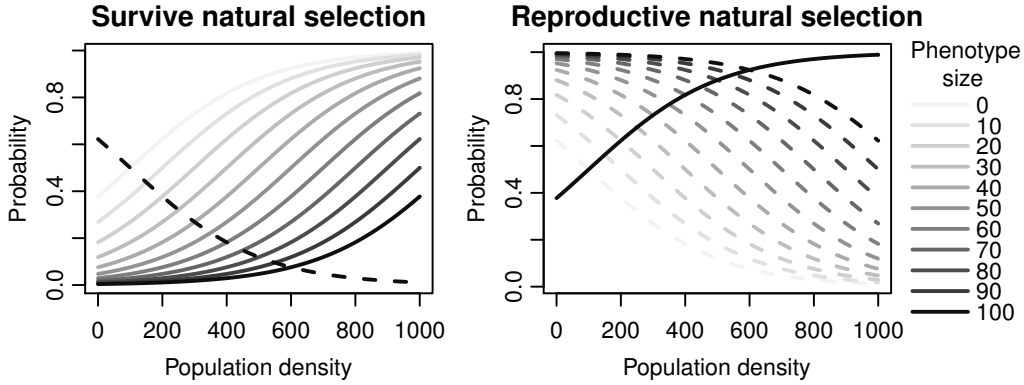 Survive natural selection
Probability
0.0 0.4 0.8
0 200 400 600 800 1000
Population density
Reproductive natural selection
Probability
0.0 0.4 0.8
0 200 400 600 800 1000
Population density
Phenotype
size
0
10
20
30
40
50
60
70
80
90
100